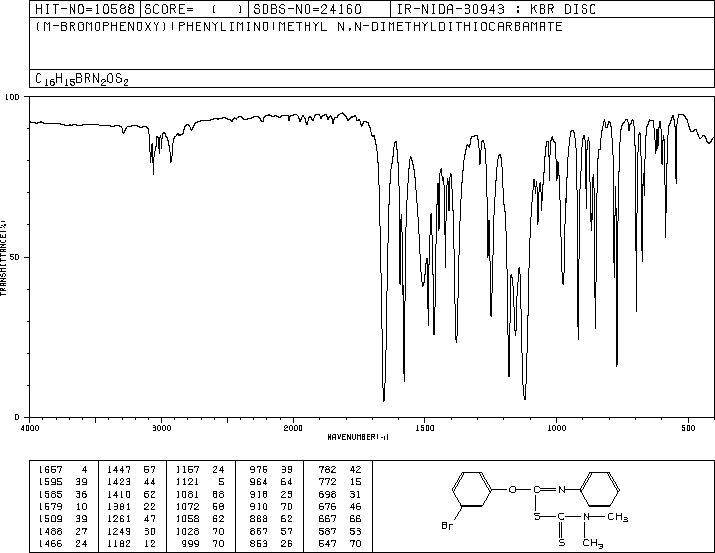 HIT-NO=10588 SCORE= ( ) SDBS-NO=24160 IR-NIDA-30943 : KBR DISC
(M-BROMOPHENOXY)(PHENYLIMINO)METHYL N,N-DIMETHYLDITHIOCARBAMATE
C16H15BRN2OS2
100
50
0
TRANSMITTANCE(%)
4000 3000 2000 1500 1000 500
WAVENUMBER(-1)
1657 4 1447 57 1157 24 976 39 782 42
1595 39 1423 44 1121 5 964 64 772 15
1585 36 1410 62 1081 68 918 23 698 31
1579 10 1381 22 1072 58 910 70 676 46
1509 39 1261 47 1058 62 888 62 667 66
1488 27 1249 30 1028 70 867 57 587 53
1466 24 1182 12 999 70 853 26 547 70
O C N
Br S C N CH3
S CH3